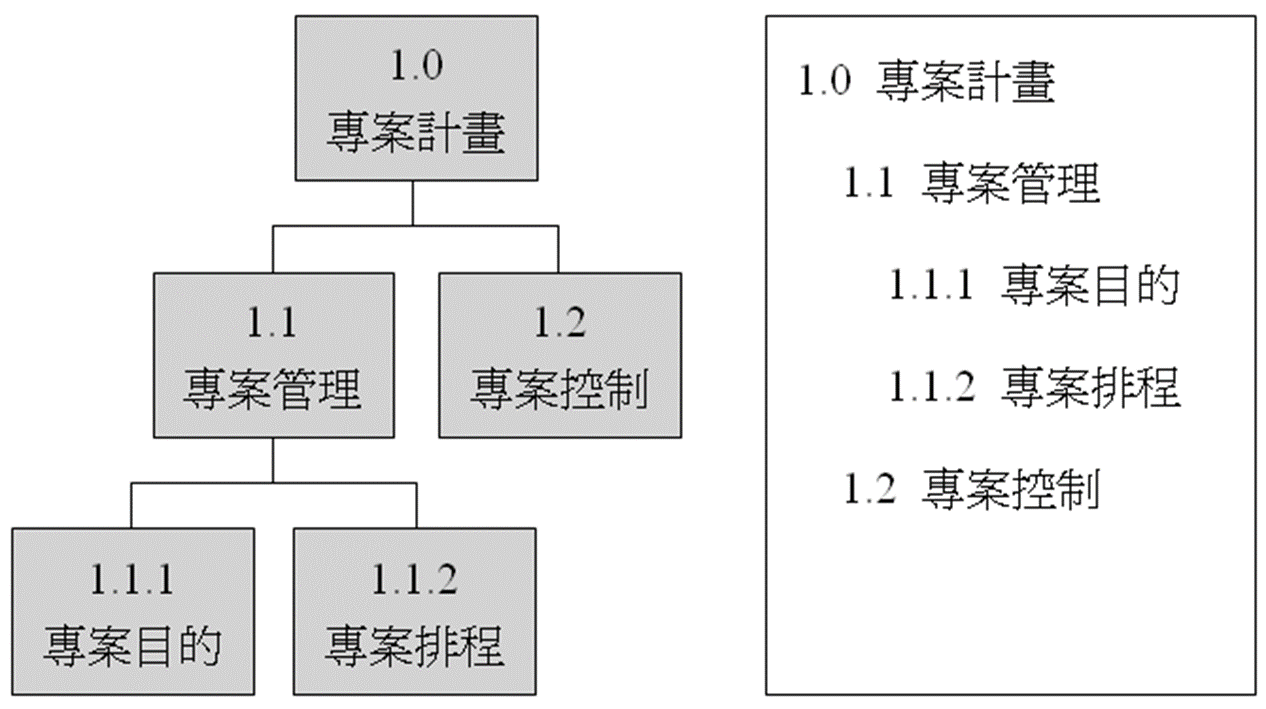 1.0
專案計畫
1.1
專案管理
1.2
專案控制
1.1.1
專案目的
1.1.2
專案排程
1.0 專案計畫
1.1 專案管理
1.1.1 專案目的
1.1.2 專案排程
1.2 專案控制